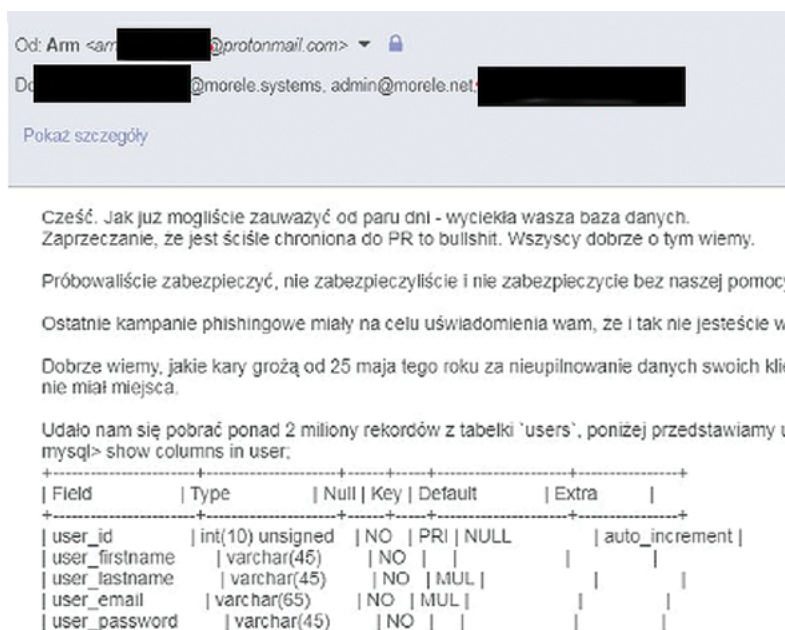 Od: Arm <arn @protonmail.com>
Do @morele.systems, admin@morele.net,
Pokaż szczegóły
Cześć. Jak już mogliście zauważyć od paru dni - wyciekła wasza baza danych.
Zaprzeczanie, że jest ściśle chroniona do PR to bullshit. Wszyscy dobrze o tym wiemy.
Próbowaliście zabezpieczyć, nie zabezpieczyliście i nie zabezpieczycie bez naszej pomocy
Ostatnie kampanie phishingowe miały na celu uświadomienia wam, że i tak nie jesteście w
Dobrze wiemy, jakie kary grożą od 25 maja tego roku za nieupilnowanie danych swoich klie
nie miał miejsca.
Udało nam się pobrać ponad 2 miliony rekordów z tabelki `users`, poniżej przedstawiamy u
mysql> show columns in user;
+----------------------+--------------------+------+-----+--------------------+----------------+
| Field | Type | Null | Key | Default | Extra |
+----------------------+--------------------+------+-----+--------------------+----------------+
| user_id | int(10) unsigned | NO | PRI | NULL | auto_increment |
| user_firstname | varchar(45) | NO | | | |
| user_lastname | varchar(45) | NO | MUL | | |
| user_email | varchar(65) | NO | MUL | | |
| user_password | varchar(45) | NO | | | |